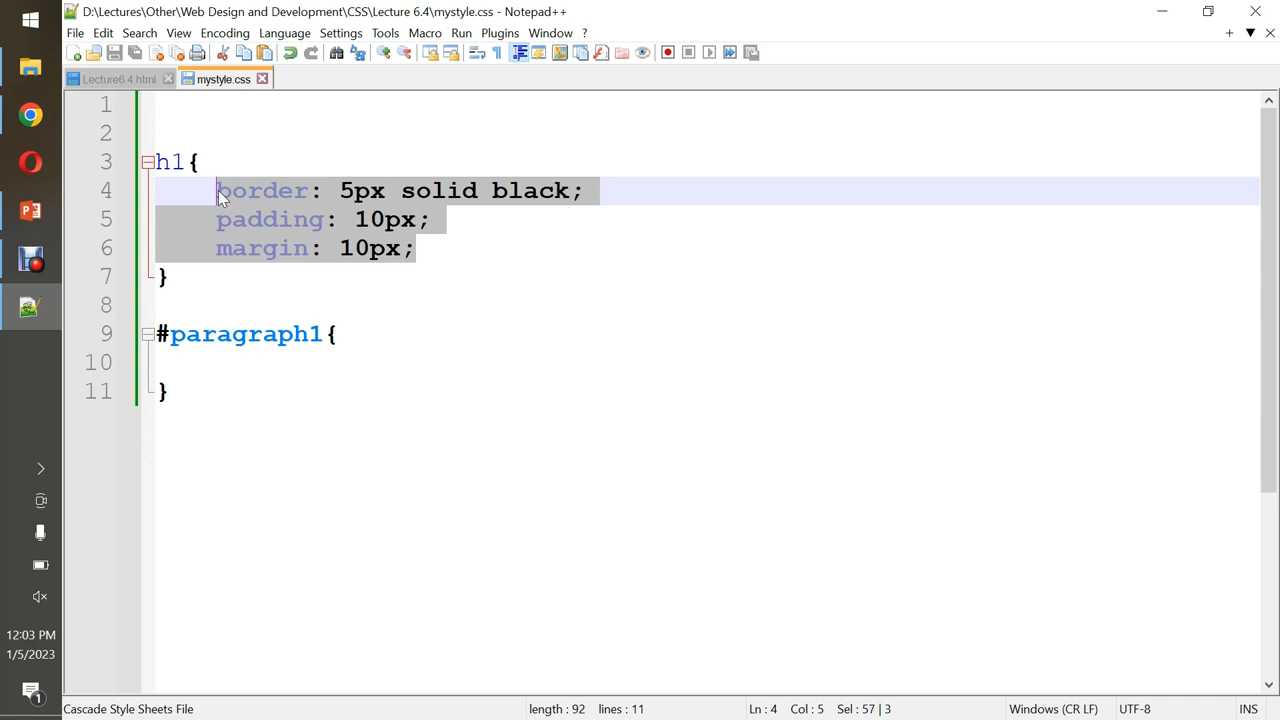 D:\Lectures\Other\Web Design and Development\CSS\Lecture 6.4\mystyle.css - Notepad++
File Edit Search View Encoding Language Settings Tools Macro Run Plugins Window ?
Lecture6 4 html mystyle.css
1
2
3 h1{
4 border: 5px solid black;
5 padding: 10px;
6 margin: 10px;
7 }
8
9 #paragraph1{
10
11 }
12:03 PM
1/5/2023
1
Cascade Style Sheets File length : 92 lines : 11 Ln : 4 Col : 5 Sel : 57 | 3 Windows (CR LF) UTF-8 INS